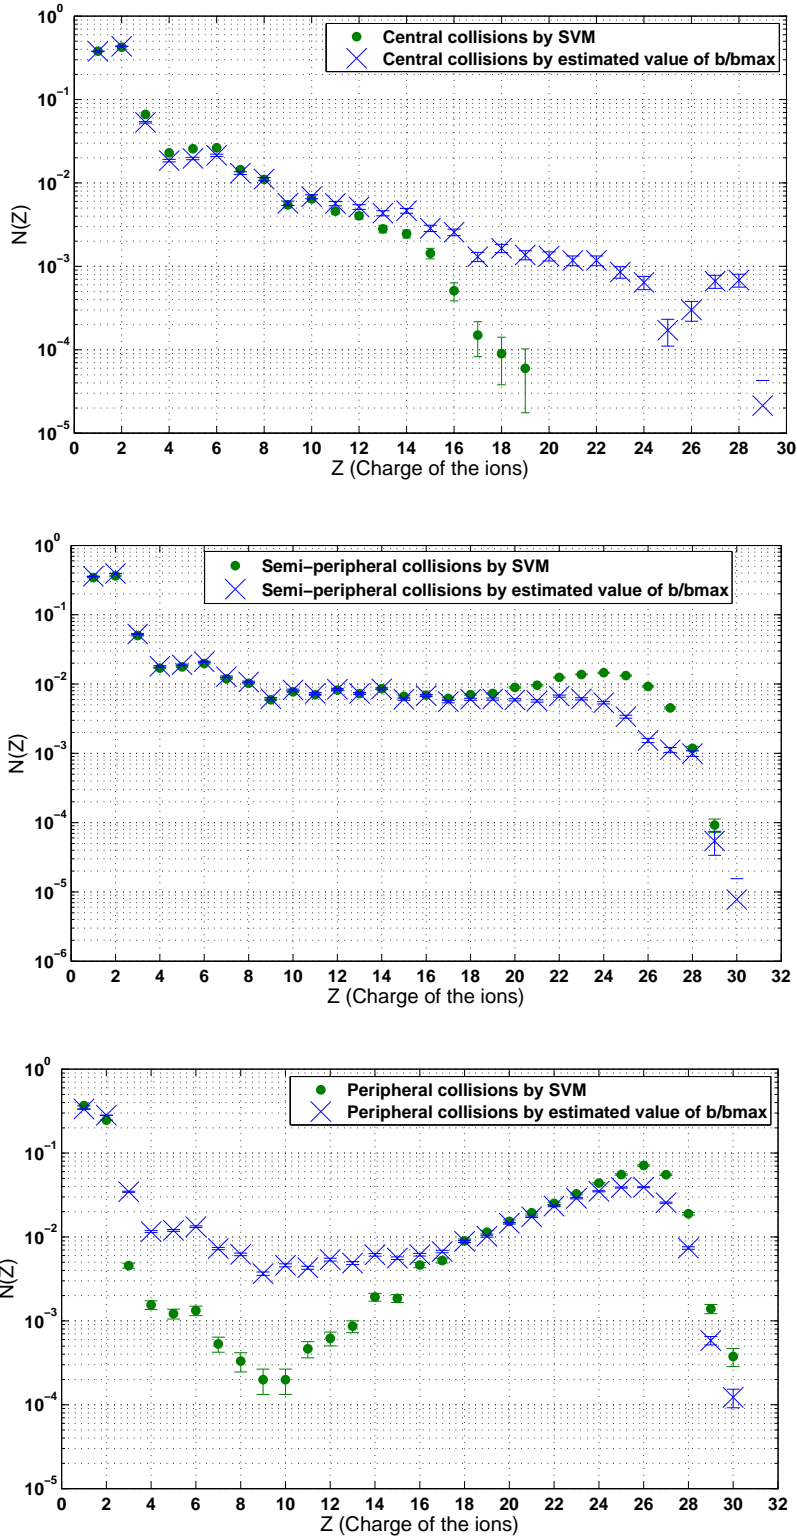 10^0
10^−1
10^−2
10^−3
10^−4
10^−5
N(Z)
Central collisions by SVM
Central collisions by estimated value of b/bmax
0 2 4 6 8 10 12 14 16 18 20 22 24 26 28 30
Z (Charge of the ions)
10^0
10^−1
10^−2
10^−3
10^−4
10^−5
10^−6
N(Z)
Semi−peripheral collisions by SVM
Semi−peripheral collisions by estimated value of b/bmax
0 2 4 6 8 10 12 14 16 18 20 22 24 26 28 30 32
Z (Charge of the ions)
10^0
10^−1
10^−2
10^−3
10^−4
10^−5
N(Z)
Peripheral collisions by SVM
Peripheral collisions by estimated value of b/bmax
0 2 4 6 8 10 12 14 16 18 20 22 24 26 28 30 32
Z (Charge of the ions)